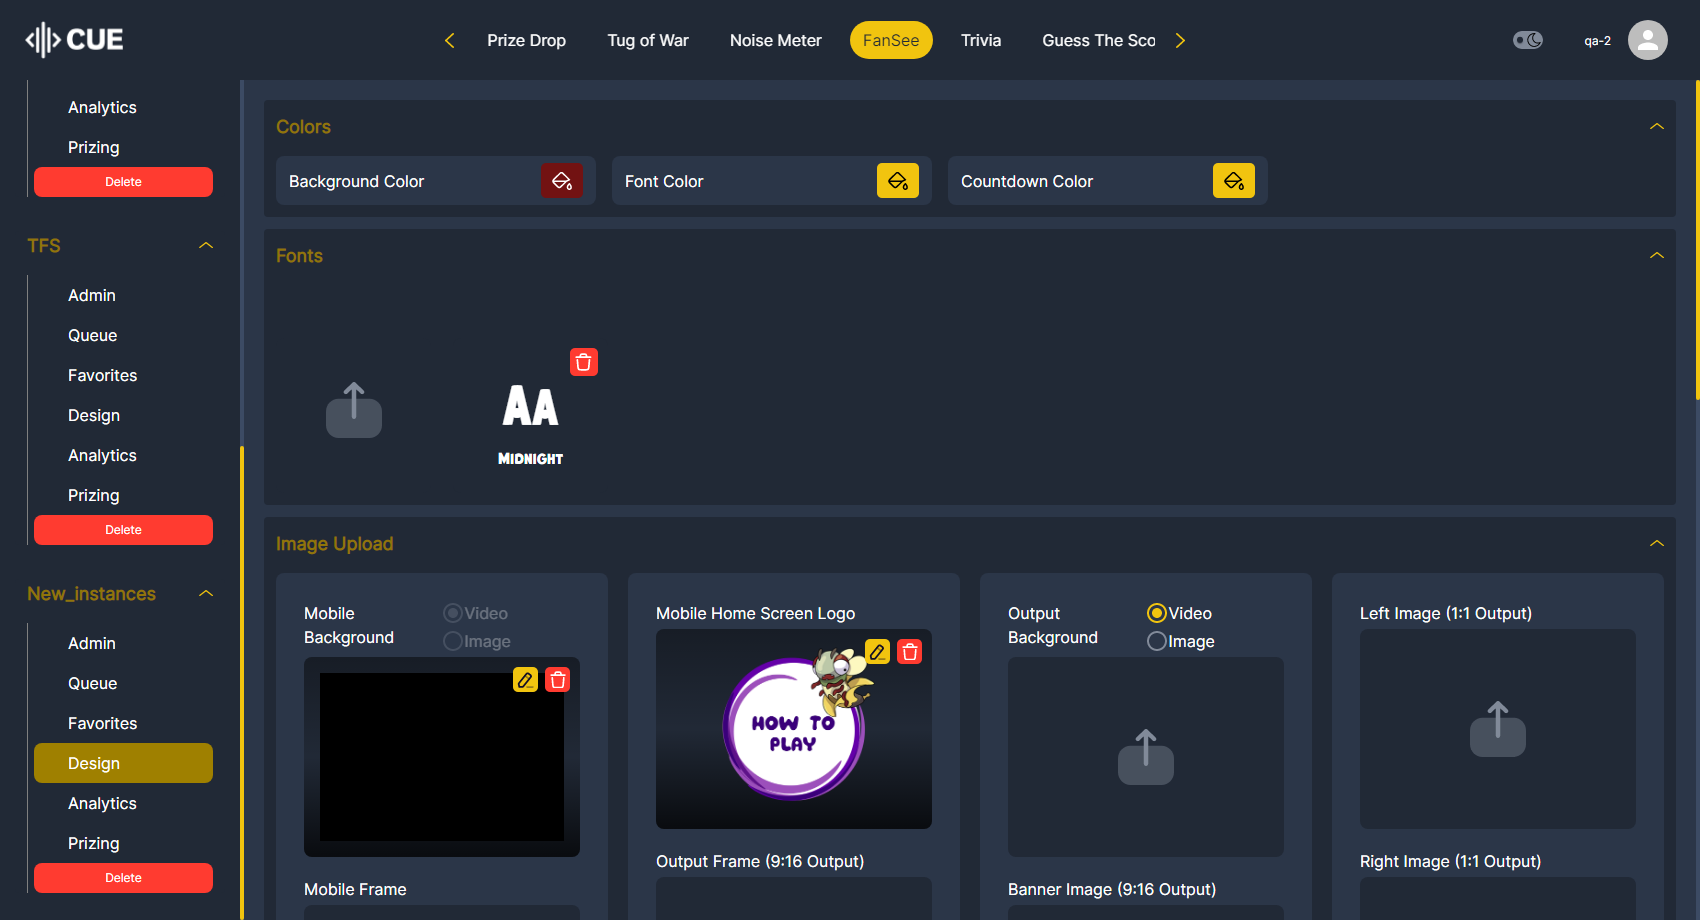 CUE
Prize Drop
Tug of War
Noise Meter
FanSee
Trivia
Guess The Sco
qa-2
Analytics
Prizing
Delete
TFS
Admin
Queue
Favorites
Design
Analytics
Prizing
Delete
New_instances
Admin
Queue
Favorites
Design
Analytics
Prizing
Delete
Colors
Background Color
Font Color
Countdown Color
Fonts
AA
MIDNIGHT
Image Upload
Mobile
Background
Video
Image
Mobile Frame
Mobile Home Screen Logo
HOW TO
PLAY
Output Frame (9:16 Output)
Output
Background
Video
Image
Banner Image (9:16 Output)
Left Image (1:1 Output)
Right Image (1:1 Output)